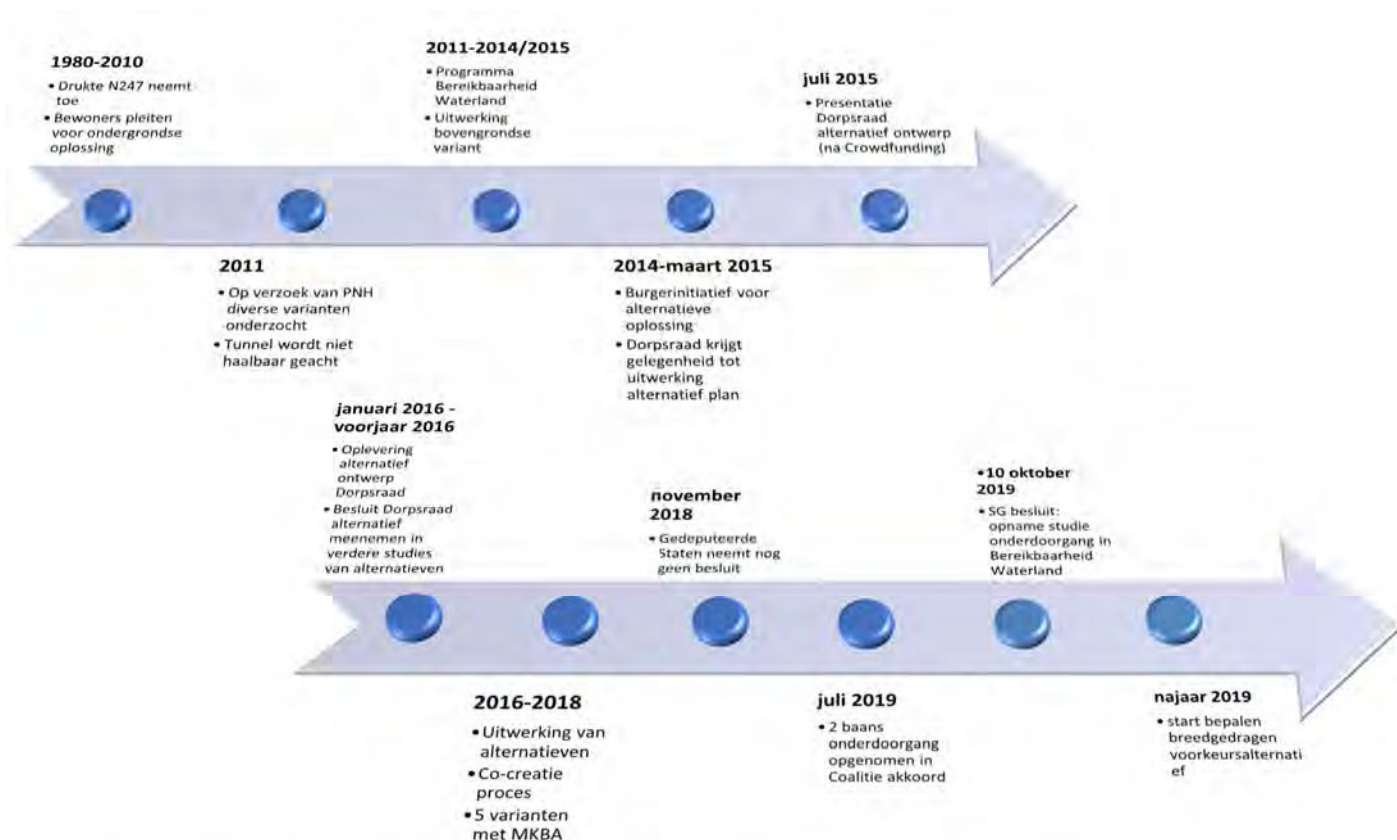 1980-2010
• Drukte N247 neemt
toe
• Bewoners pleiten
voor ondergrondse
oplossing
2011
• Op verzoek van PNH
diverse varianten
onderzocht
• Tunnel wordt niet
haalbaar geacht
2011-2014/2015
• Programma
Bereikbaarheid
Waterland
• Uitwerking
bovengrondse
variant
2014-maart 2015
• Burgerinitiatief voor
alternatieve
oplossing
• Dorpsraad krijgt
gelegenheid tot
uitwerking
alternatief plan
juli 2015
• Presentatie
Dorpsraad
alternatief ontwerp
(na Crowdfunding)
januari 2016 -
voorjaar 2016
• Oplevering
alternatief
ontwerp
Dorpsraad
• Besluit Dorpsraad
alternatief
meenemen in
verdere studies
van alternatieven
2016-2018
• Uitwerking van
alternatieven
• Co-creatie
proces
• 5 varianten
met MKBA
november
2018
• Gedeputeerde
Staten neemt nog
geen besluit
juli 2019
• 2 baans
onderdoorgang
opgenomen in
Coalitie akkoord
•10 oktober
2019
• SG besluit:
opname studie
onderdoorgang in
Bereikbaarheid
Waterland
najaar 2019
• start bepalen
breedgedragen
voorkeursalternati
ef